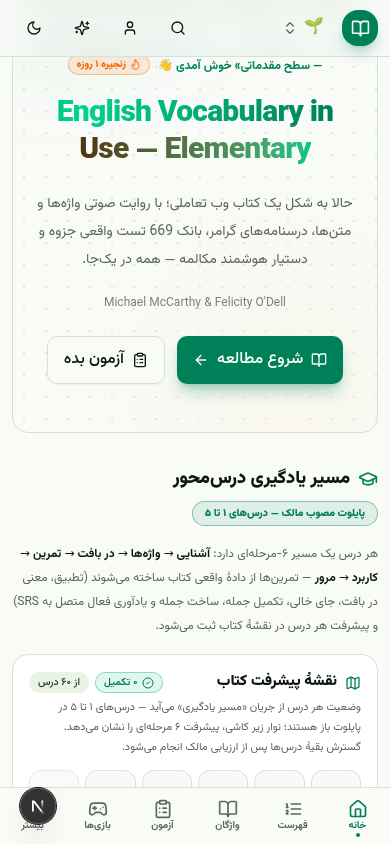 — سطح مقدماتی» خوش آمدی 👋
زنجیره ۱ روزه
English Vocabulary in
Use — Elementary
حالا به شکل یک کتاب وب تعاملی؛ با روایت صوتی واژه‌ها و
متن‌ها، درسنامه‌های گرامر، بانک 669 تست واقعی جزوه و
دستیار هوشمند مکالمه — همه در یک‌جا.
Michael McCarthy & Felicity O'Dell
شروع مطالعه
آزمون بده
مسیر یادگیری درس‌محور
پایلوت مصوب مالک — درس‌های ۱ تا ۵
هر درس یک مسیر ۶-مرحله‌ای دارد: آشنایی → واژه‌ها → در بافت → تمرین →
کاربرد → مرور — تمرین‌ها از دادهٔ واقعی کتاب ساخته می‌شوند (تطبیق، معنی
در بافت، جای خالی، تکمیل جمله، ساخت جمله و یادآوری فعال متصل به SRS)
و پیشرفت هر درس در نقشهٔ کتاب ثبت می‌شود.
نقشهٔ پیشرفت کتاب
۰ تکمیل
از ۶۰ درس
وضعیت هر درس از جریان «مسیر یادگیری» می‌آید — درس‌های ۱ تا ۵ در
پایلوت باز هستند؛ نوار زیر کاشی، پیشرفت ۶ مرحله‌ای را نشان می‌دهد.
گسترش بقیهٔ درس‌ها پس از ارزیابی مالک انجام می‌شود.
خانه
فهرست
واژگان
آزمون
بازی‌ها
بیشتر
N